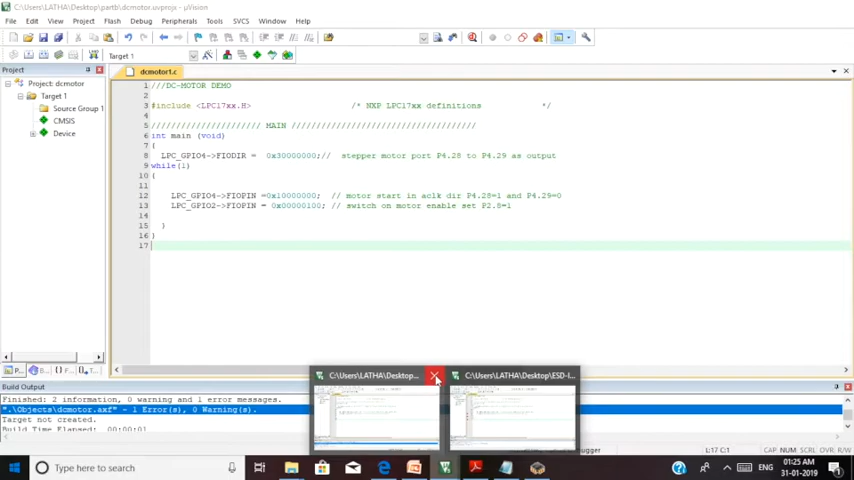 C:\Users\LATHA\Desktop\partb\dcmotor.uvprojx - µVision
File Edit View Project Flash Debug Peripherals Tools SVCS Window Help
Target 1
Project
dcmotor1.c
Project: dcmotor
Target 1
Source Group 1
CMSIS
Device
1 ///DC-MOTOR DEMO
2
3 #include <LPC17xx.H> /* NXP LPC17xx definitions */
4
5 ////////////////////// MAIN ///////////////////////////////////
6 int main (void)
7 {
8 LPC_GPIO4->FIODIR = 0x30000000;// stepper motor port P4.28 to P4.29 as output
9 while(1)
10 {
11
12 LPC_GPIO4->FIOPIN =0x10000000; // motor start in aclk dir P4.28=1 and P4.29=0
13 LPC_GPIO2->FIOPIN = 0x00000100; // switch on motor enable set P2.8=1
14
15 }
16 }
17
P... B... {} F... 0→ T...
Build Output
Finished: 2 information, 0 warning and 1 error messages.
".\Objects\dcmotor.axf" - 1 Error(s), 0 Warning(s).
Target not created.
Build Time Elapsed: 00:00:01
C:\Users\LATHA\Desktop...
C:\Users\LATHA\Desktop\ESD-I...
L:17 C:1 CAP NUM SCRL OVR R/W
Type here to search
ENG
01:25 AM
31-01-2019